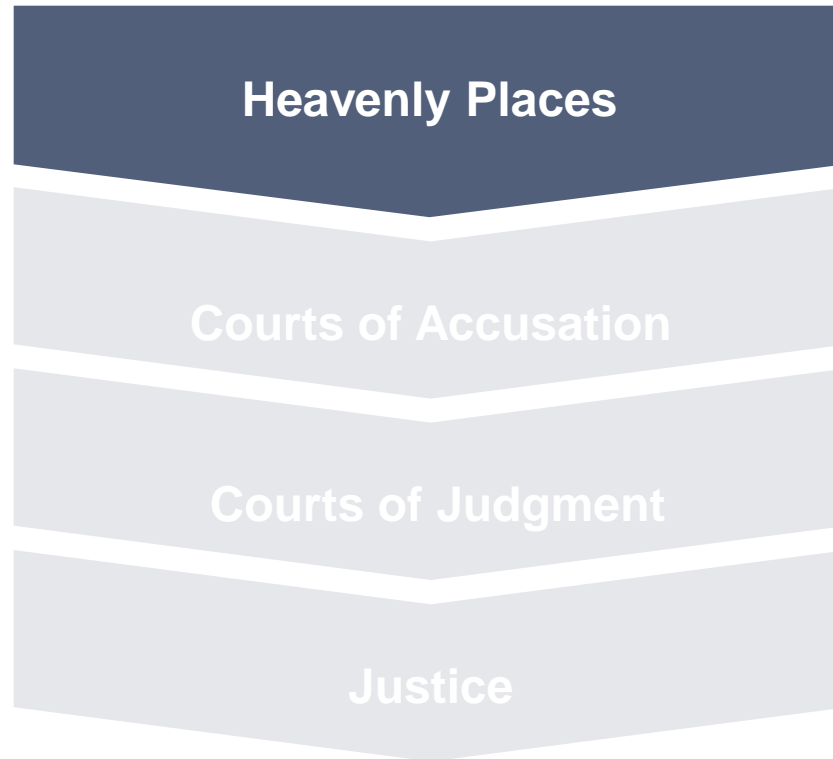 Heavenly Places
Courts of Accusation
Courts of Judgment
Justice